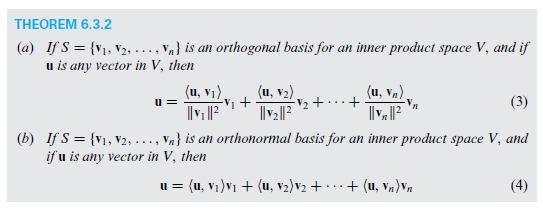 THEOREM 6.3.2
(a) If S = {v₁, v₂, . . . , vₙ} is an orthogonal basis for an inner product space V, and if
u is any vector in V, then
u = ⟨u, v₁⟩/‖v₁‖² v₁ + ⟨u, v₂⟩/‖v₂‖² v₂ + · · · + ⟨u, vₙ⟩/‖vₙ‖² vₙ (3)
(b) If S = {v₁, v₂, . . . , vₙ} is an orthonormal basis for an inner product space V, and
if u is any vector in V, then
u = ⟨u, v₁⟩v₁ + ⟨u, v₂⟩v₂ + · · · + ⟨u, vₙ⟩vₙ (4)